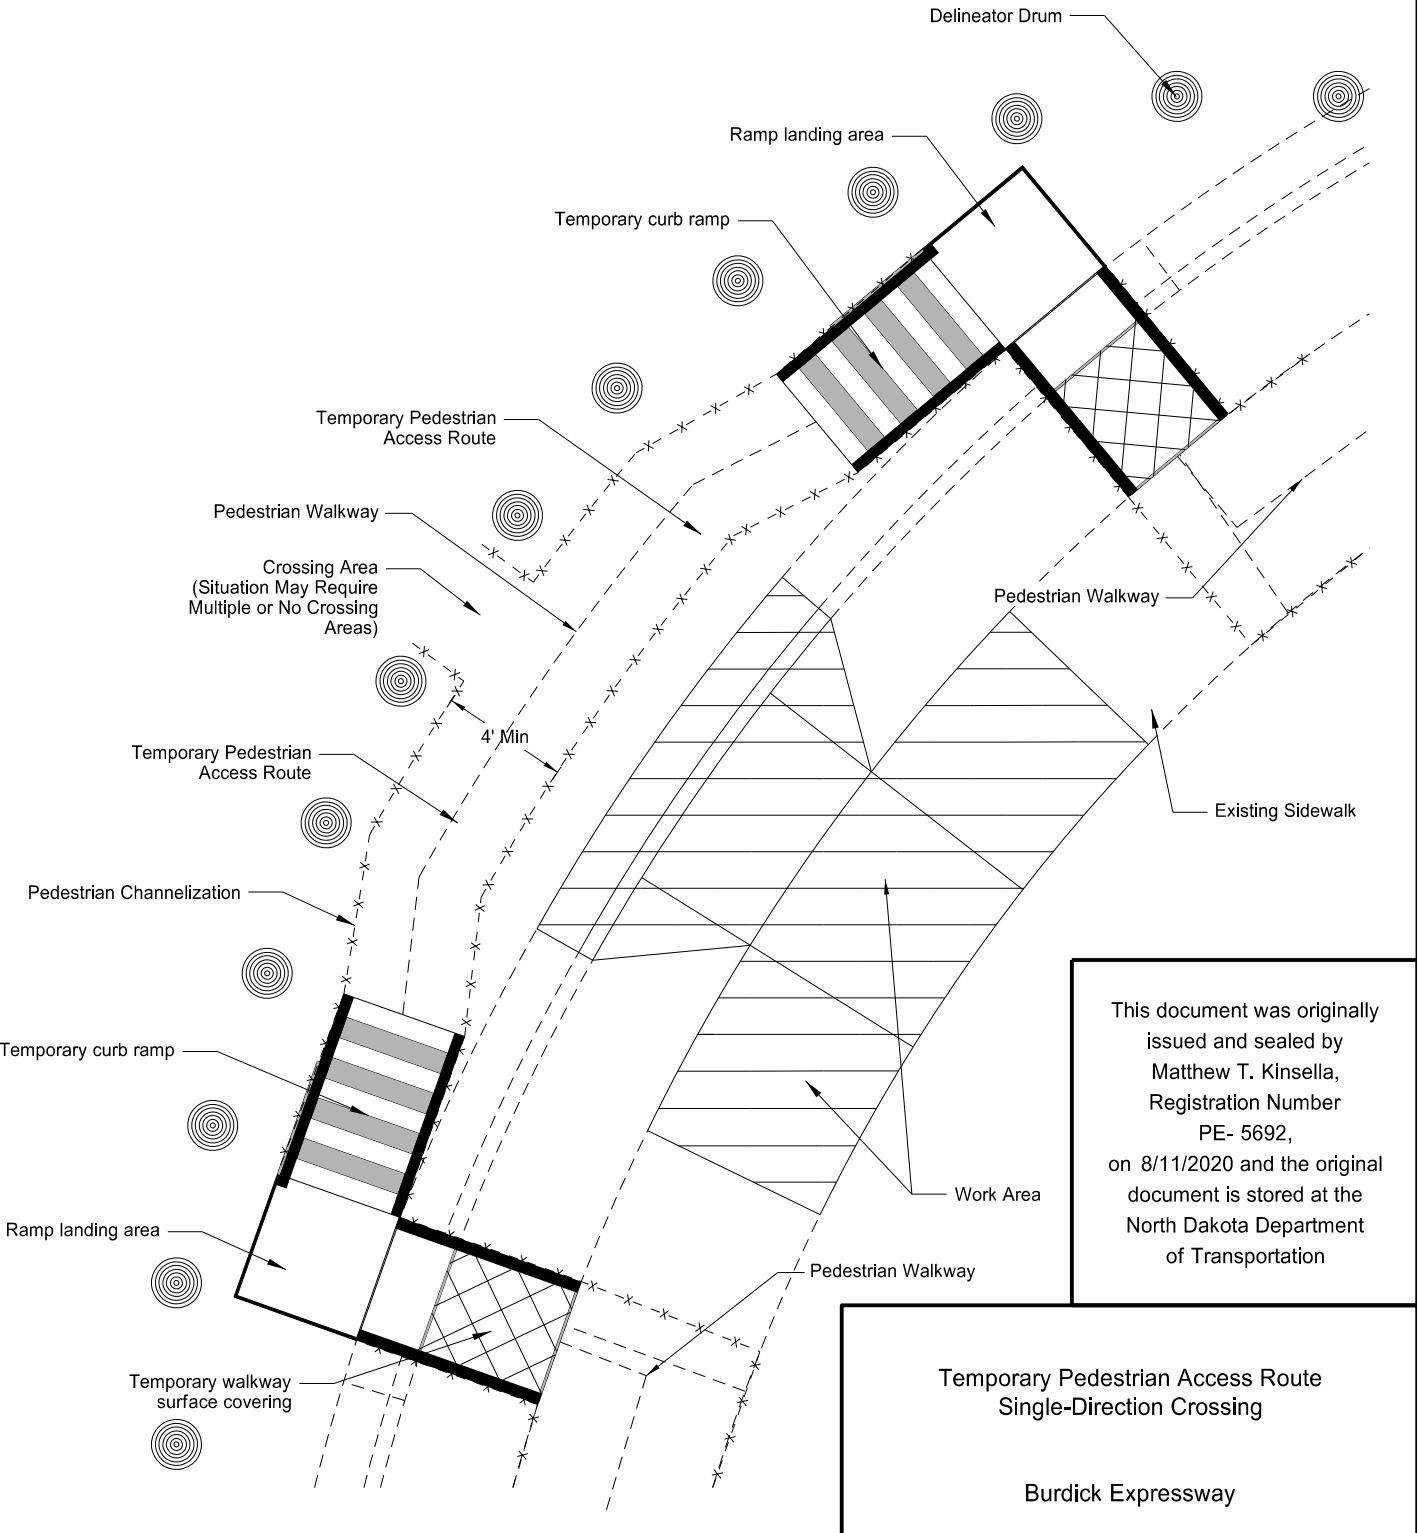 Delineator Drum
Ramp landing area
Temporary curb ramp
Temporary Pedestrian
Access Route
Pedestrian Walkway
Crossing Area
(Situation May Require
Multiple or No Crossing
Areas)
Pedestrian Walkway
4' Min
Temporary Pedestrian
Access Route
Existing Sidewalk
Pedestrian Channelization
Temporary curb ramp
Work Area
Ramp landing area
Pedestrian Walkway
Temporary walkway
surface covering
This document was originally
issued and sealed by
Matthew T. Kinsella,
Registration Number
PE- 5692,
on 8/11/2020 and the original
document is stored at the
North Dakota Department
of Transportation
Temporary Pedestrian Access Route
Single-Direction Crossing
Burdick Expressway